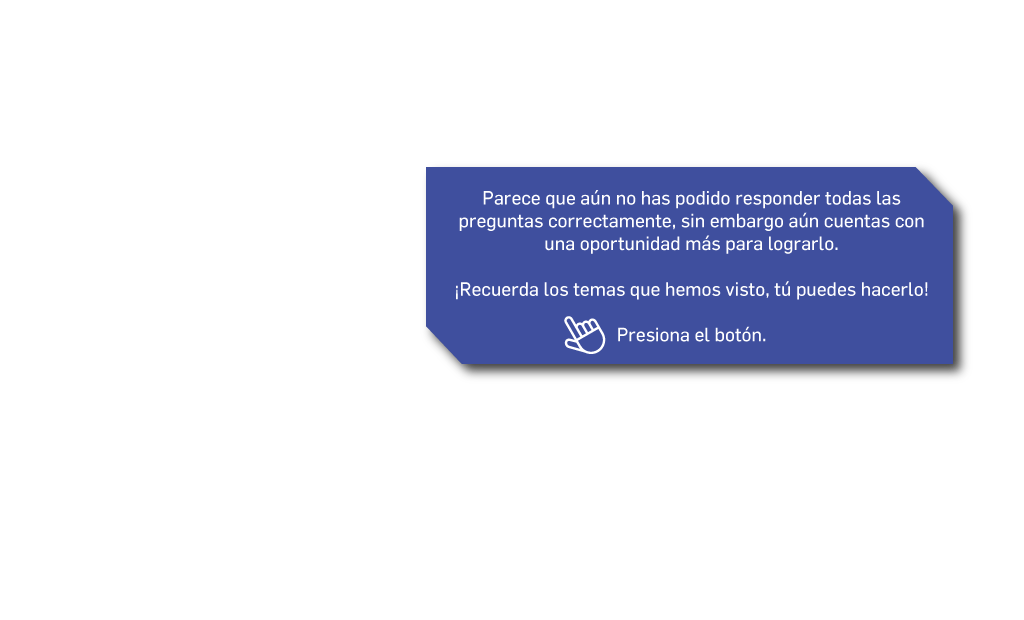 Parece que aún no has podido responder todas las
preguntas correctamente, sin embargo aún cuentas con
una oportunidad más para lograrlo.
¡Recuerda los temas que hemos visto, tú puedes hacerlo!
Presiona el botón.